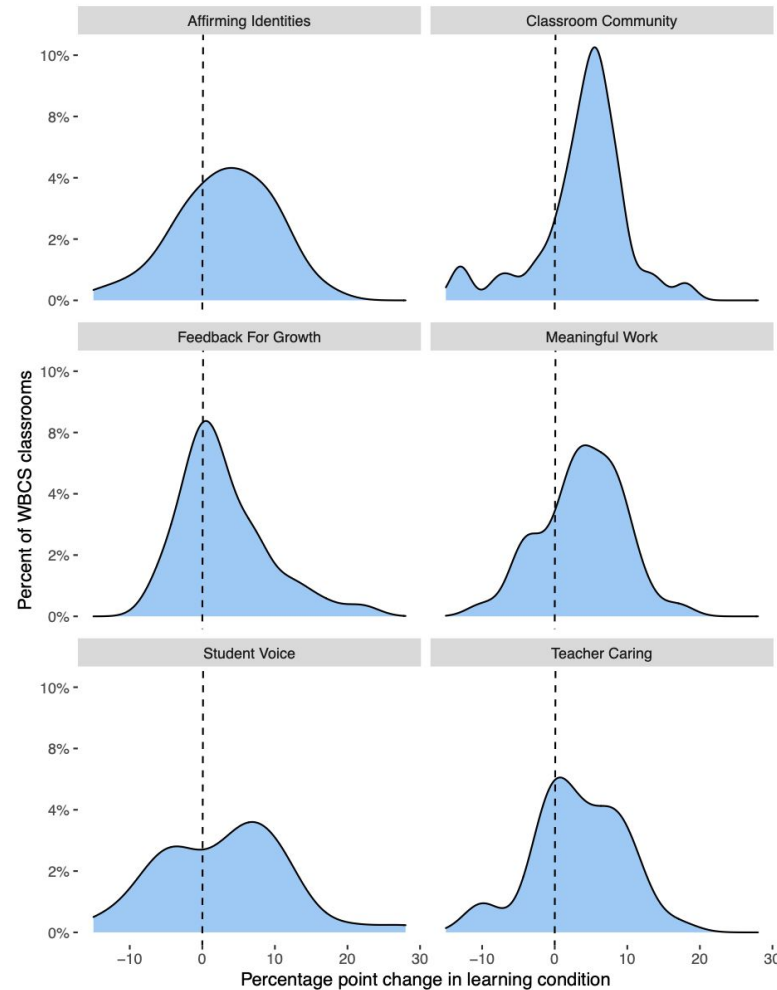 Affirming Identities Classroom Community
10%
8%
4%
2%
0%
Feedback For Growth Meaningful Work
10%
8%
4%
2%
0%
Student Voice Teacher Caring
10%
8%
4%
2%
0%
Percent of WBCS classrooms
−10 0 10 20 30 −10 0 10 20 30
Percentage point change in learning condition